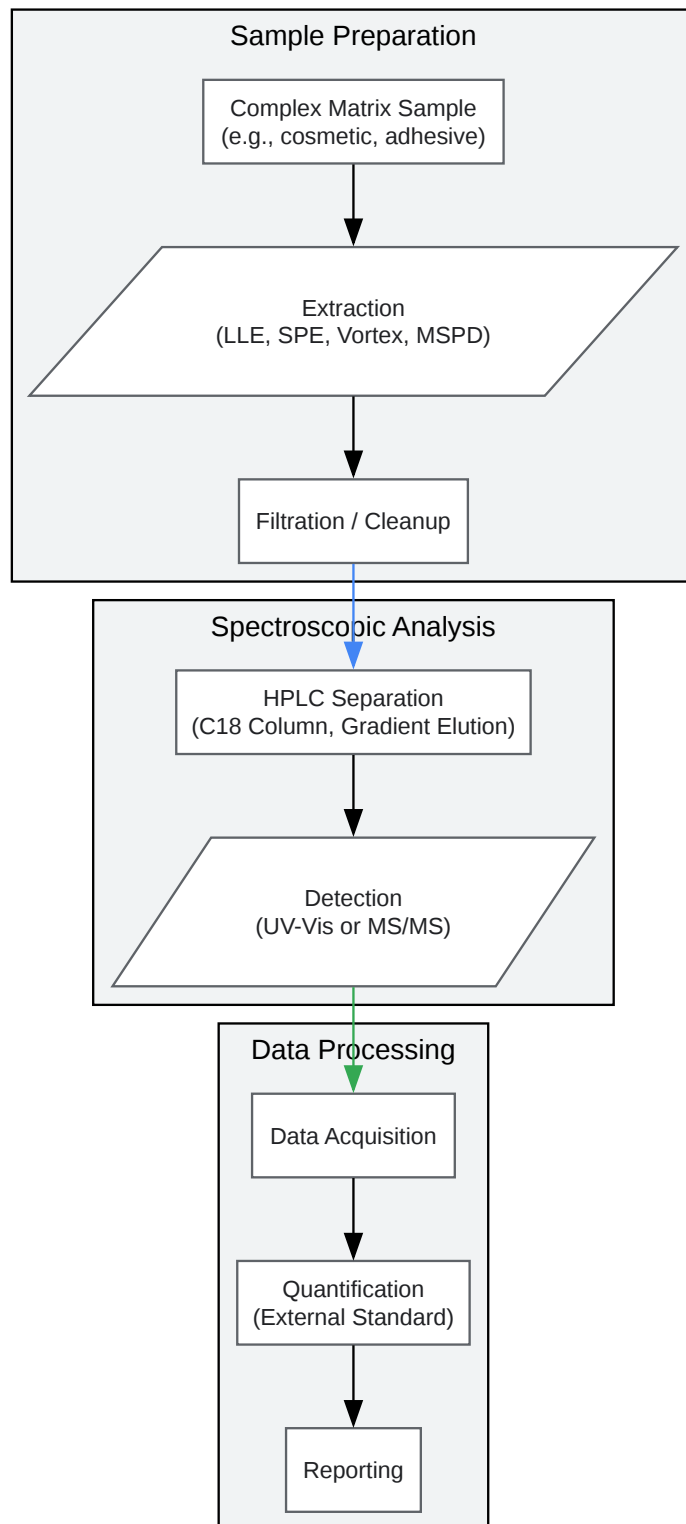 Sample Preparation
Complex Matrix Sample
(e.g., cosmetic, adhesive)
Extraction
(LLE, SPE, Vortex, MSPD)
Filtration / Cleanup
Spectroscopic Analysis
HPLC Separation
(C18 Column, Gradient Elution)
Detection
(UV-Vis or MS/MS)
Data Processing
Data Acquisition
Quantification
(External Standard)
Reporting